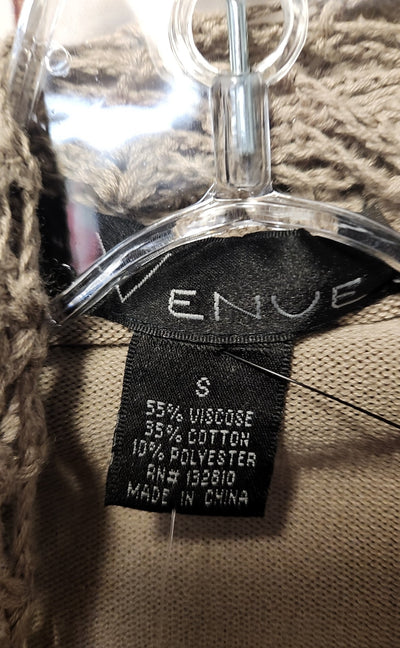 VENUE
S
55% VISCOSE
35% COTTON
10% POLYESTER
RN# 132810
MADE IN CHINA